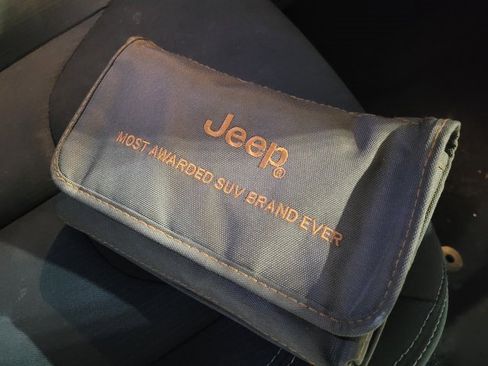 Jeep®
MOST AWARDED SUV BRAND EVER